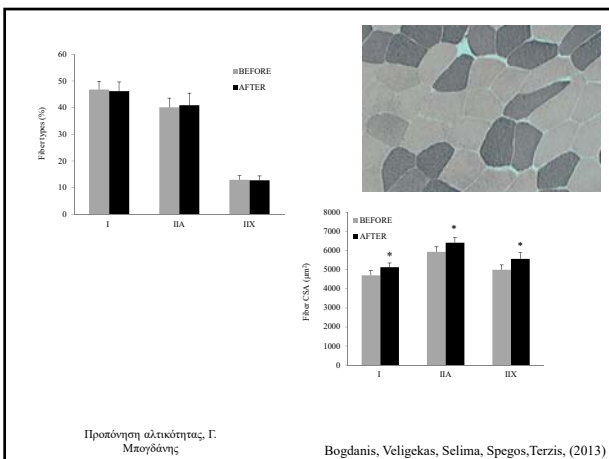 60
50
40
30
20
10
0
Fiber types (%)
BEFORE
AFTER
I IIA IIX
8000
7000
6000
5000
4000
3000
2000
1000
0
Fiber CSA (μm²)
BEFORE
AFTER
* * *
I IIA IIX
Προπόνηση αλτικότητας, Γ.
Μπογδάνης
Bogdanis, Veligekas, Selima, Spegos,Terzis, (2013)